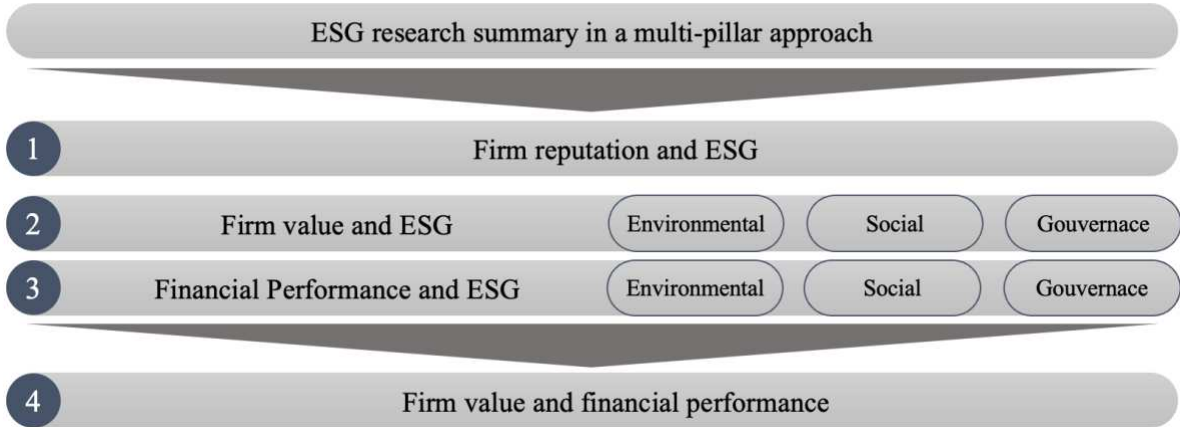 ESG research summary in a multi-pillar approach
1 Firm reputation and ESG
2 Firm value and ESG Environmental Social Gouvernace
3 Financial Performance and ESG Environmental Social Gouvernace
4 Firm value and financial performance